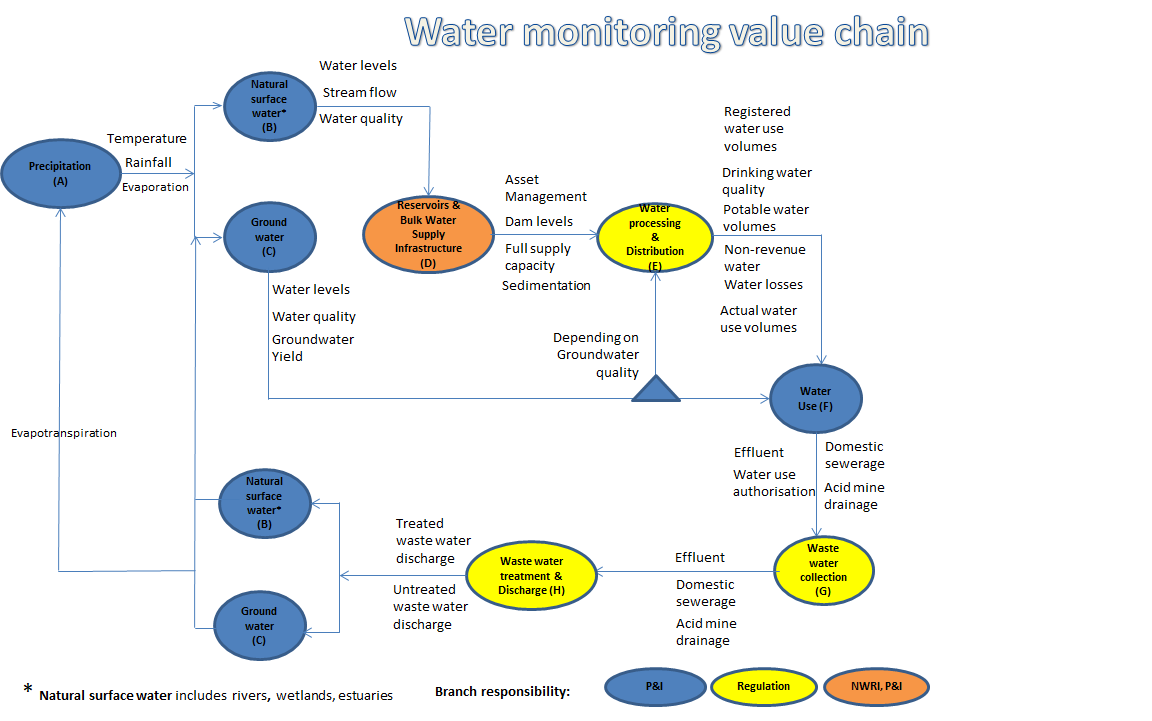 Water monitoring value chain
Natural
surface
water*
(B)
Water levels
Stream flow
Water quality
Precipitation
(A)
Temperature
Rainfall
Evaporation
Ground
water
(C)
Water levels
Water quality
Groundwater
Yield
Reservoirs &
Bulk Water
Supply
Infrastructure
(D)
Asset
Management
Dam levels
Full supply
capacity
Sedimentation
Water
processing
&
Distribution
(E)
Registered
water use
volumes
Drinking water
quality
Potable water
volumes
Non-revenue
water
Water losses
Actual water
use volumes
Depending on
Groundwater
quality
Water
Use (F)
Effluent
Water use
authorisation
Domestic
sewerage
Acid mine
drainage
Waste
water
collection
(G)
Effluent
Domestic
sewerage
Acid mine
drainage
Waste water
treatment &
Discharge (H)
Treated
waste water
discharge
Untreated
waste water
discharge
Natural
surface
water*
(B)
Ground
water
(C)
Evapotranspiration
* Natural surface water includes rivers, wetlands, estuaries
Branch responsibility:
P&I
Regulation
NWRI, P&I